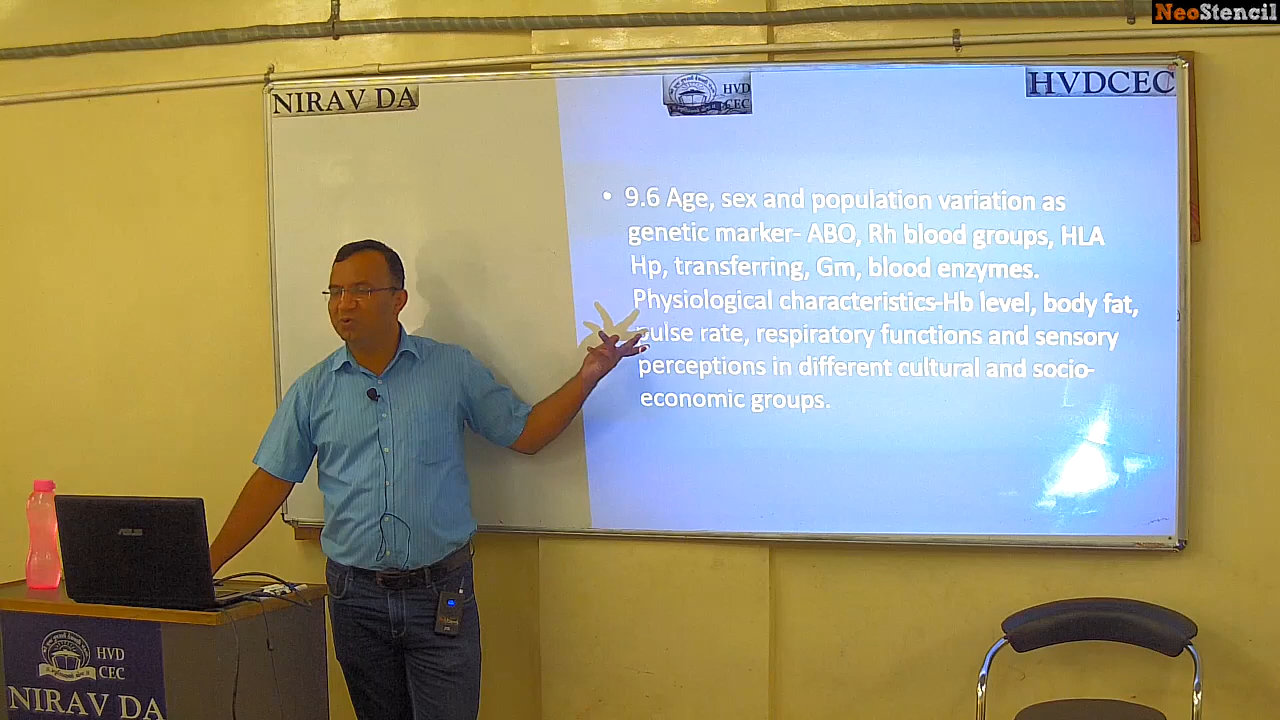 NeoStencil
NIRAV DA
HVD
CEC
HVDCEC
• 9.6 Age, sex and population variation as
genetic marker- ABO, Rh blood groups, HLA
Hp, transferring, Gm, blood enzymes.
Physiological characteristics-Hb level, body fat,
pulse rate, respiratory functions and sensory
perceptions in different cultural and socio-
economic groups.
ASUS
HVD
CEC
NIRAV DA